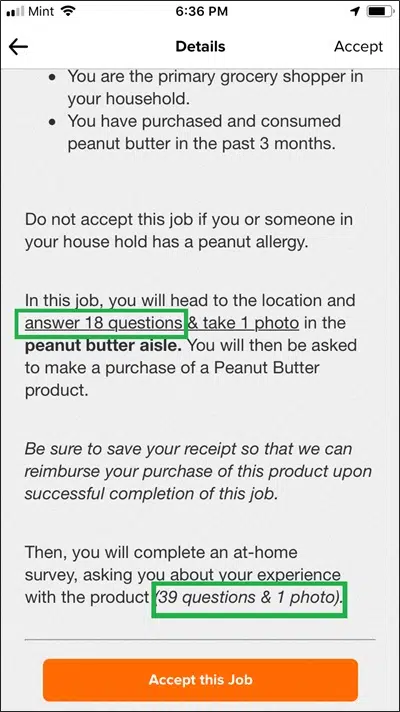 Mint 6:36 PM
Details Accept
• You are the primary grocery shopper in
your household.
• You have purchased and consumed
peanut butter in the past 3 months.
Do not accept this job if you or someone in
your house hold has a peanut allergy.
In this job, you will head to the location and
answer 18 questions & take 1 photo in the
peanut butter aisle. You will then be asked
to make a purchase of a Peanut Butter
product.
Be sure to save your receipt so that we can
reimburse your purchase of this product upon
successful completion of this job.
Then, you will complete an at-home
survey, asking you about your experience
with the product (39 questions & 1 photo).
Accept this Job